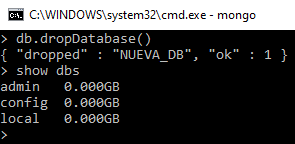 C:\WINDOWS\system32\cmd.exe - mongo
> db.dropDatabase()
{ "dropped" : "NUEVA_DB", "ok" : 1 }
> show dbs
admin   0.000GB
config  0.000GB
local   0.000GB
>